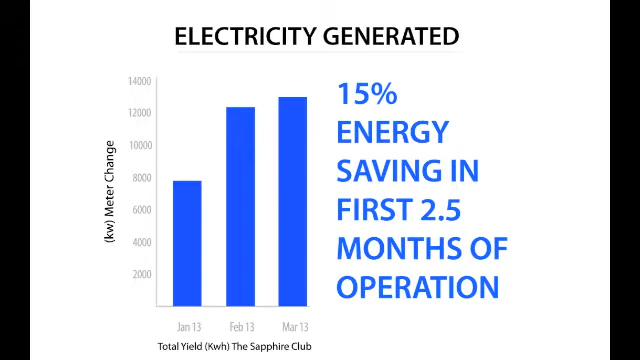 ELECTRICITY GENERATED
14000
12000
10000
8000
6000
4000
2000
(kw) Meter Change
Jan 13 Feb 13 Mar 13
Total Yield (Kwh) The Sapphire Club
15%
ENERGY
SAVING IN
FIRST 2.5
MONTHS OF
OPERATION